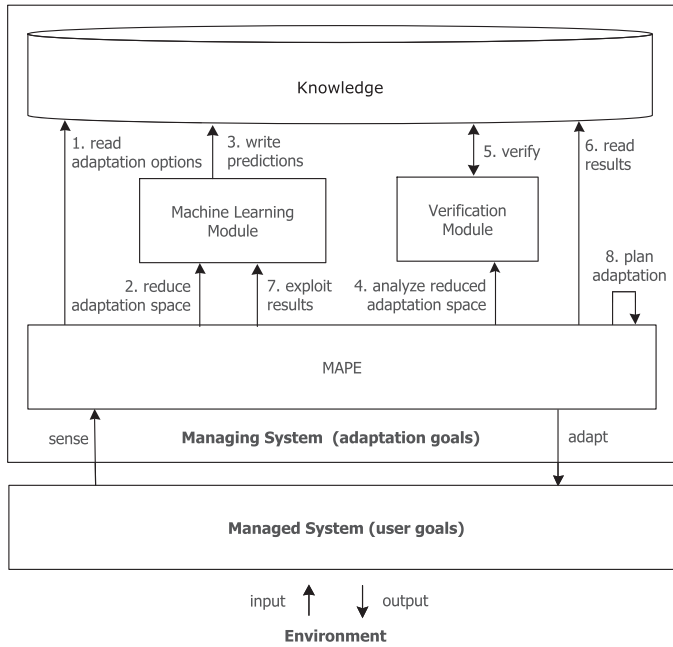 Knowledge
1. read
adaptation options
3. write
predictions
5. verify
6. read
results
Machine Learning
Module
Verification
Module
2. reduce
adaptation space
7. exploit
results
4. analyze reduced
adaptation space
8. plan
adaptation
MAPE
sense
Managing System (adaptation goals)
adapt
Managed System (user goals)
input
output
Environment